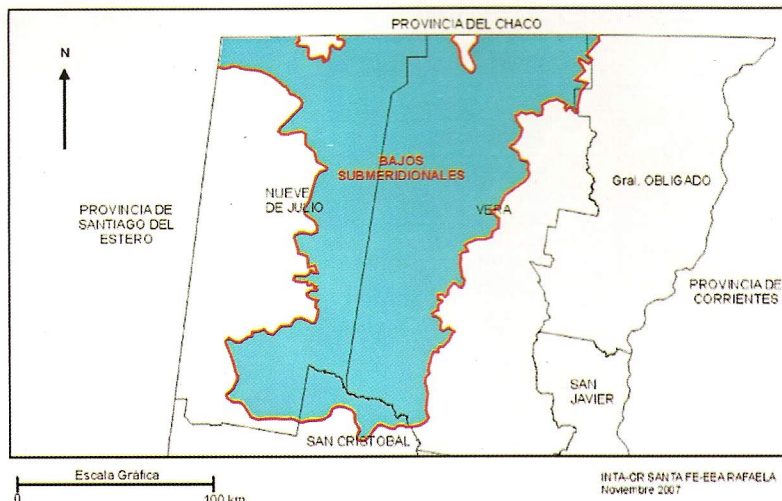 PROVINCIA DEL CHACO
N
BAJOS
SUBMERIDIONALES
NUEVE
DE JULIO
VERA
Gral. OBLIGADO
PROVINCIA DE
SANTIAGO DEL
ESTERO
PROVINCIA DE
CORRIENTES
SAN
JAVIER
SAN CRISTOBAL
Escala Gráfica
0 100 km
INTA-CR SANTA FE-EEA RAFAELA
Noviembre 2007